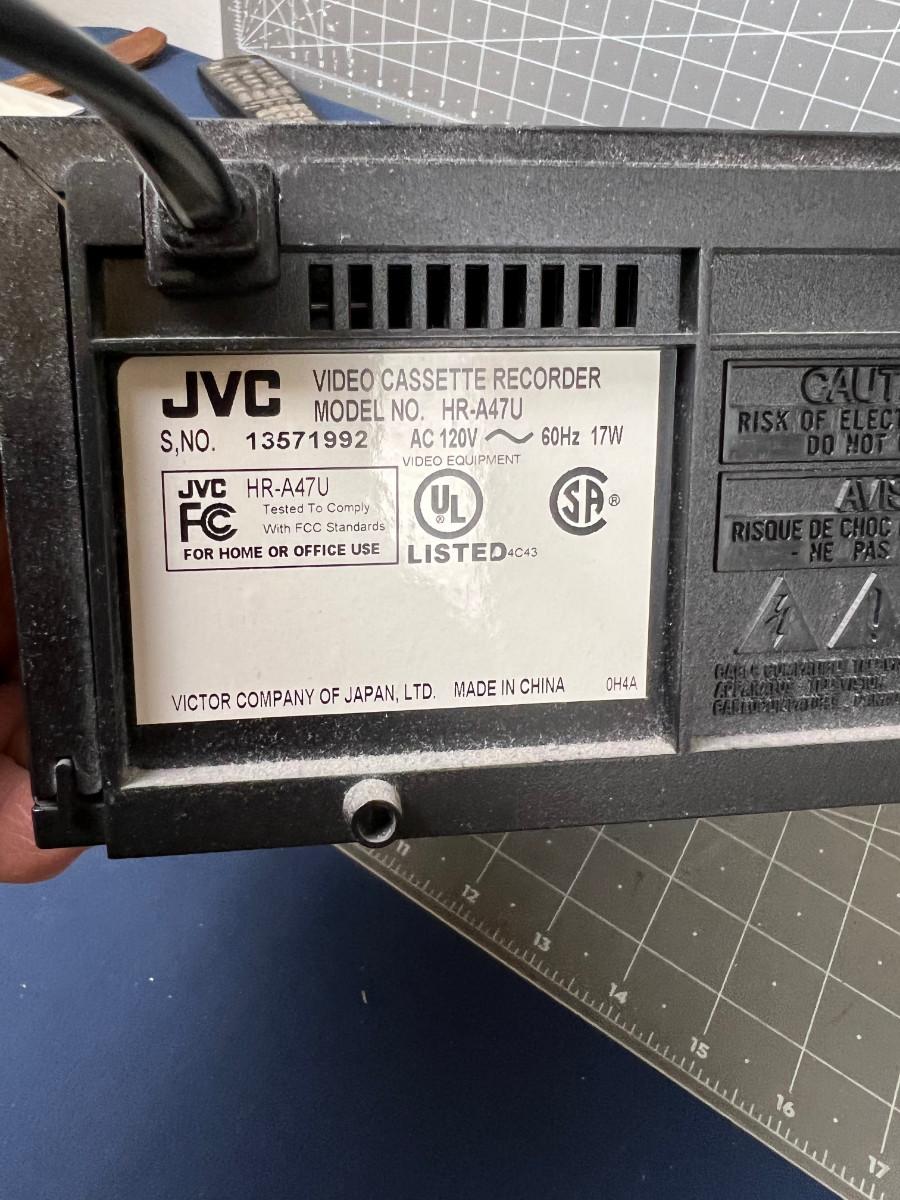 JVC VIDEO CASSETTE RECORDER
MODEL NO. HR-A47U
S,NO. 13571992 AC 120V 60Hz 17W
VIDEO EQUIPMENT
JVC HR-A47U
FC Tested To Comply
With FCC Standards
FOR HOME OR OFFICE USE
UL ®
LISTED 4C43
SA ®
VICTOR COMPANY OF JAPAN, LTD. MADE IN CHINA 0H4A
CAUT
RISK OF ELECT
DO NOT
AVIS
RISQUE DE CHOC
- NE PAS
11
12
13
14
15
16
17